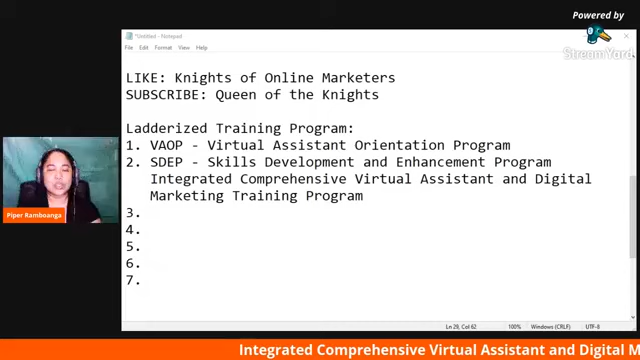 Powered by
StreamYard
*Untitled - Notepad
File Edit Format View Help
LIKE: Knights of Online Marketers
SUBSCRIBE: Queen of the Knights
Ladderized Training Program:
1. VAOP - Virtual Assistant Orientation Program
2. SDEP - Skills Development and Enhancement Program
Integrated Comprehensive Virtual Assistant and Digital
Marketing Training Program
3.
4.
5.
6.
7.
Piper Ramboanga
Ln 29, Col 62 100% Windows (CRLF) UTF-8
Integrated Comprehensive Virtual Assistant and Digital M